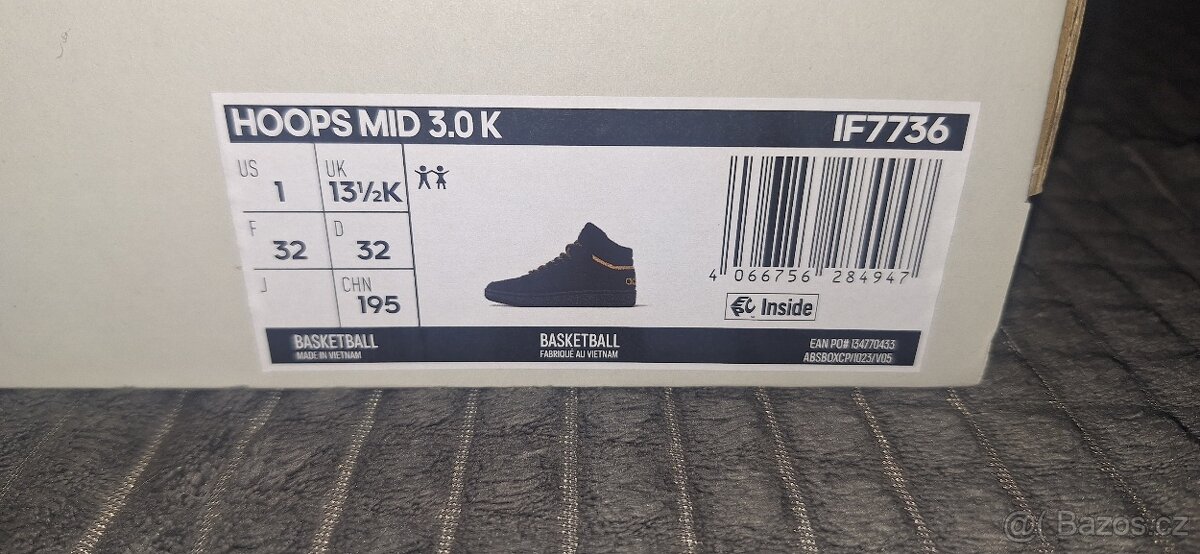 HOOPS MID 3.0 K IF7736
US 1 UK 13½K
F 32 D 32
J CHN 195
4 066756 284947
Inside
BASKETBALL
MADE IN VIETNAM
BASKETBALL
FABRIQUÉ AU VIETNAM
EAN PO# 134770433
ABSBOXCP/1023/V05
@( Bazos.cz